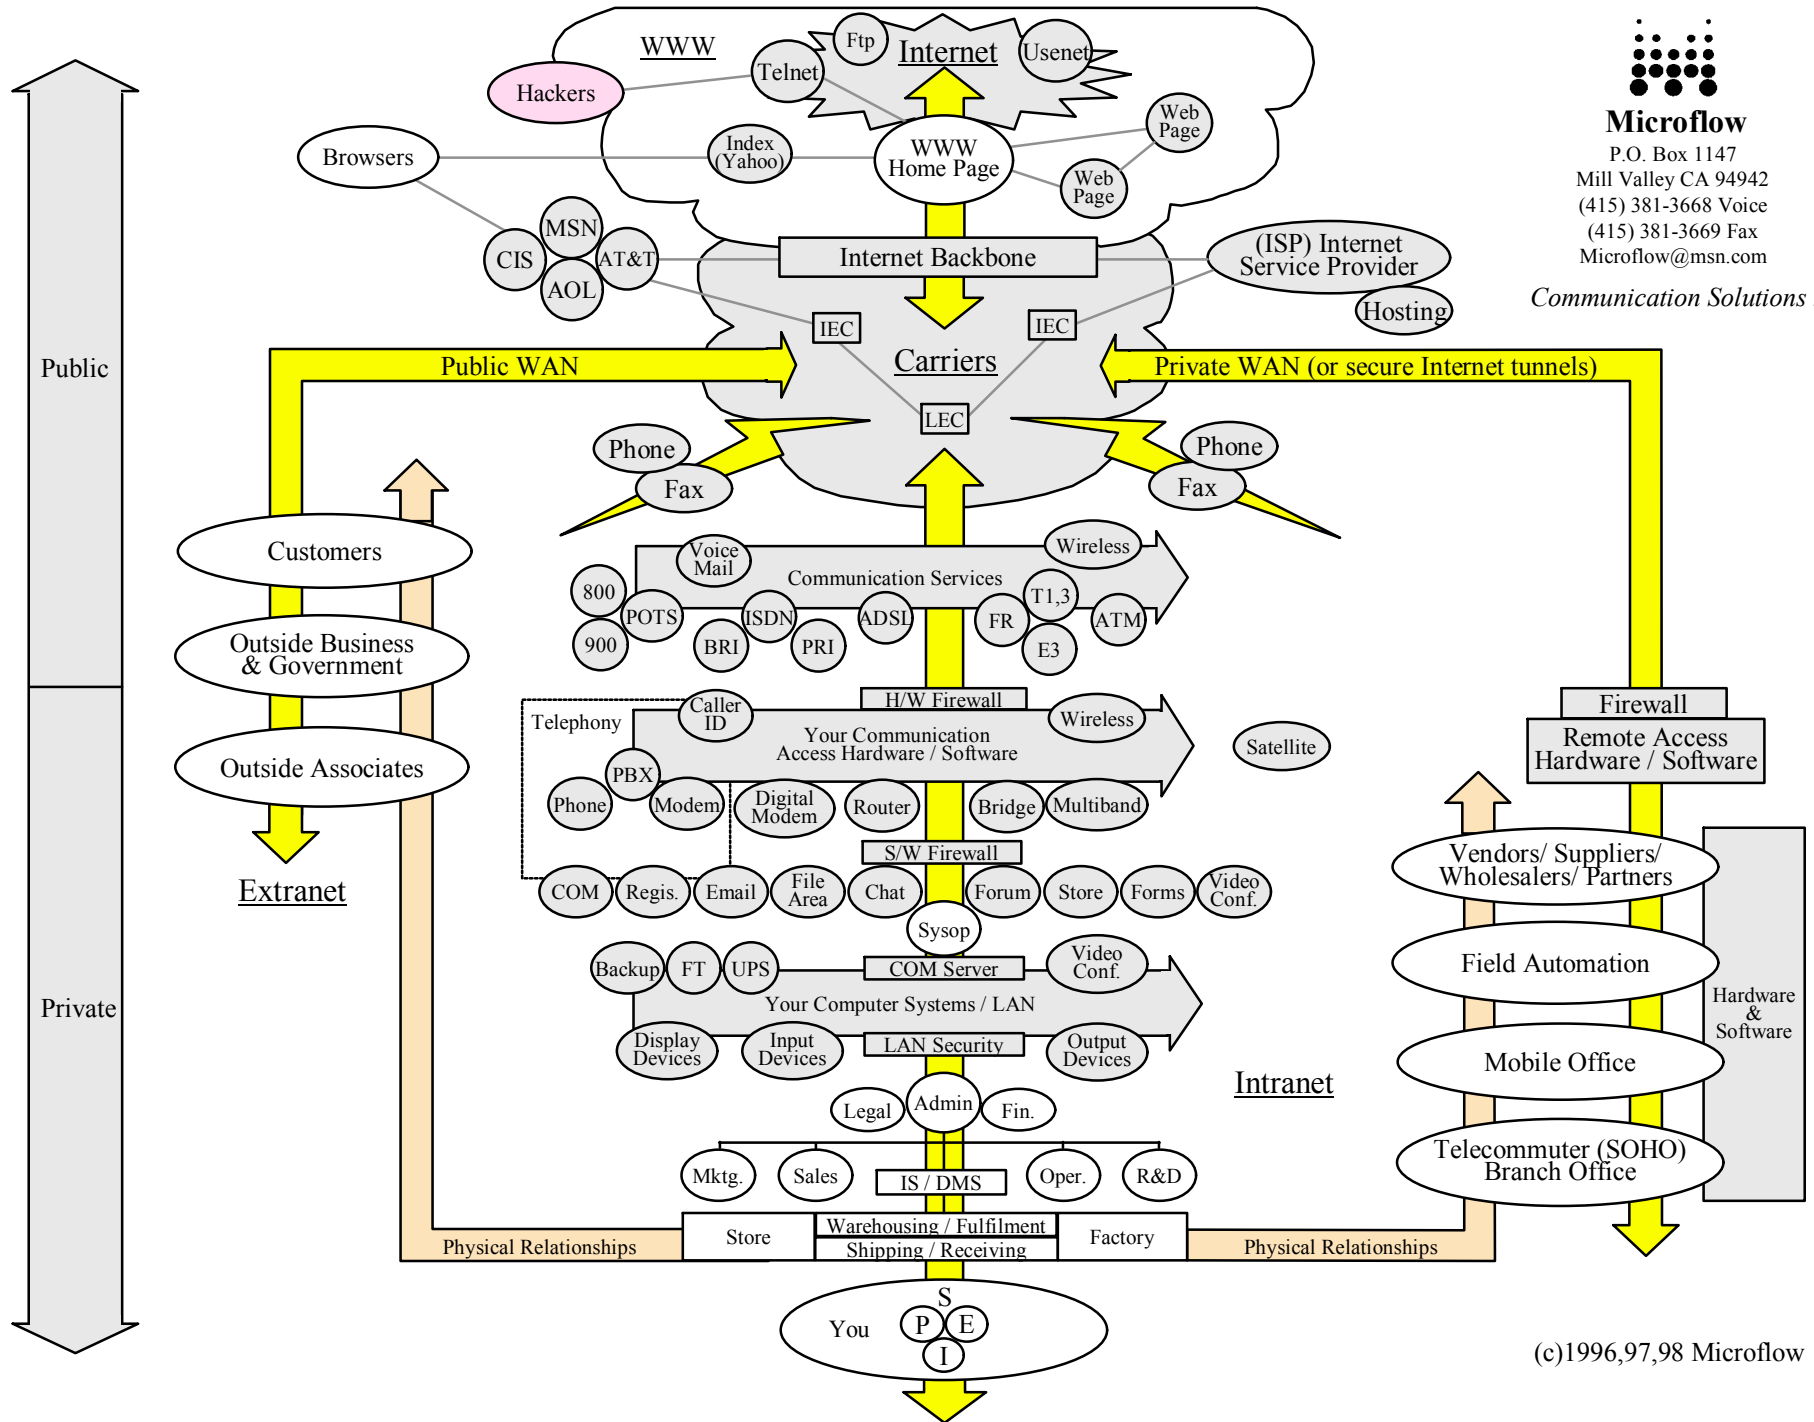 WWW
Ftp
Internet
Usenet
Telnet
Hackers
Web
Page
Browsers
Index
(Yahoo)
WWW
Home Page
Web
Page
Microflow
P.O. Box 1147
Mill Valley CA 94942
(415) 381-3668 Voice
(415) 381-3669 Fax
Microflow@msn.com
Communication Solutions
MSN
CIS
AT&T
AOL
Internet Backbone
(ISP) Internet
Service Provider
Hosting
IEC
IEC
Public
Public WAN
Carriers
Private WAN (or secure Internet tunnels)
LEC
Phone
Fax
Phone
Fax
Customers
Outside Business
& Government
Outside Associates
Extranet
Voice
Mail
Wireless
Communication Services
800
900
POTS
ISDN
BRI
PRI
ADSL
FR
T1,3
E3
ATM
H/W Firewall
Telephony
Caller
ID
Wireless
Your Communication
Access Hardware / Software
Satellite
PBX
Phone
Modem
Digital
Modem
Router
Bridge
Multiband
S/W Firewall
COM
Regis.
Email
File
Area
Chat
Forum
Store
Forms
Video
Conf.
Sysop
Backup
FT
UPS
COM Server
Video
Conf.
Your Computer Systems / LAN
Display
Devices
Input
Devices
LAN Security
Output
Devices
Firewall
Remote Access
Hardware / Software
Vendors/ Suppliers/
Wholesalers/ Partners
Field Automation
Mobile Office
Telecommuter (SOHO)
Branch Office
Hardware
&
Software
Private
Intranet
Legal
Admin
Fin.
Mktg.
Sales
IS / DMS
Oper.
R&D
Physical Relationships
Store
Warehousing / Fulfilment
Shipping / Receiving
Factory
Physical Relationships
You
S
P
E
I
(c)1996,97,98 Microflow